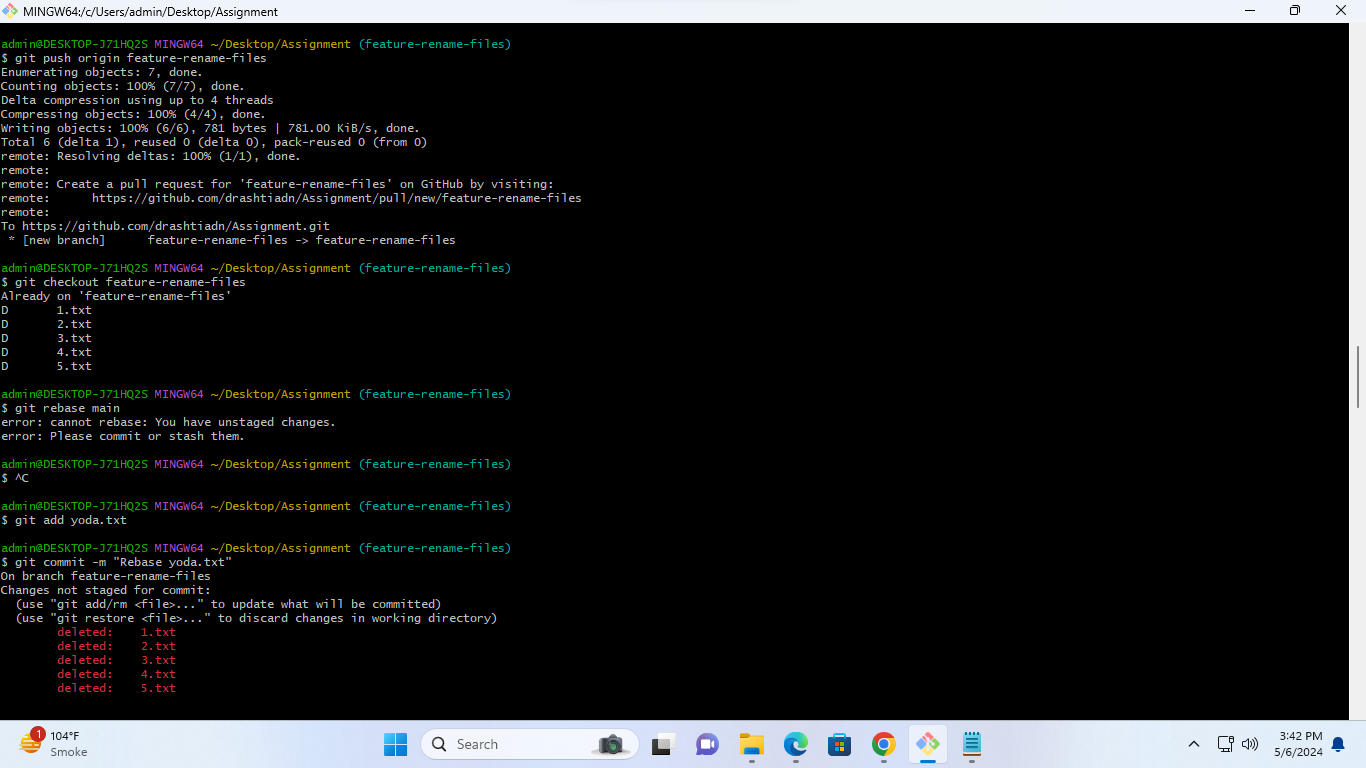 MINGW64:/c/Users/admin/Desktop/Assignment
admin@DESKTOP-J71HQ2S MINGW64 ~/Desktop/Assignment (feature-rename-files)
$ git push origin feature-rename-files
Enumerating objects: 7, done.
Counting objects: 100% (7/7), done.
Delta compression using up to 4 threads
Compressing objects: 100% (4/4), done.
Writing objects: 100% (6/6), 781 bytes | 781.00 KiB/s, done.
Total 6 (delta 1), reused 0 (delta 0), pack-reused 0 (from 0)
remote: Resolving deltas: 100% (1/1), done.
remote:
remote: Create a pull request for 'feature-rename-files' on GitHub by visiting:
remote:      https://github.com/drashtiadn/Assignment/pull/new/feature-rename-files
remote:
To https://github.com/drashtiadn/Assignment.git
 * [new branch]      feature-rename-files -> feature-rename-files
admin@DESKTOP-J71HQ2S MINGW64 ~/Desktop/Assignment (feature-rename-files)
$ git checkout feature-rename-files
Already on 'feature-rename-files'
D       1.txt
D       2.txt
D       3.txt
D       4.txt
D       5.txt
admin@DESKTOP-J71HQ2S MINGW64 ~/Desktop/Assignment (feature-rename-files)
$ git rebase main
error: cannot rebase: You have unstaged changes.
error: Please commit or stash them.
admin@DESKTOP-J71HQ2S MINGW64 ~/Desktop/Assignment (feature-rename-files)
$ ^C
admin@DESKTOP-J71HQ2S MINGW64 ~/Desktop/Assignment (feature-rename-files)
$ git add yoda.txt
admin@DESKTOP-J71HQ2S MINGW64 ~/Desktop/Assignment (feature-rename-files)
$ git commit -m "Rebase yoda.txt"
On branch feature-rename-files
Changes not staged for commit:
  (use "git add/rm <file>..." to update what will be committed)
  (use "git restore <file>..." to discard changes in working directory)
        deleted:    1.txt
        deleted:    2.txt
        deleted:    3.txt
        deleted:    4.txt
        deleted:    5.txt
1
104°F
Smoke
Search
3:42 PM
5/6/2024